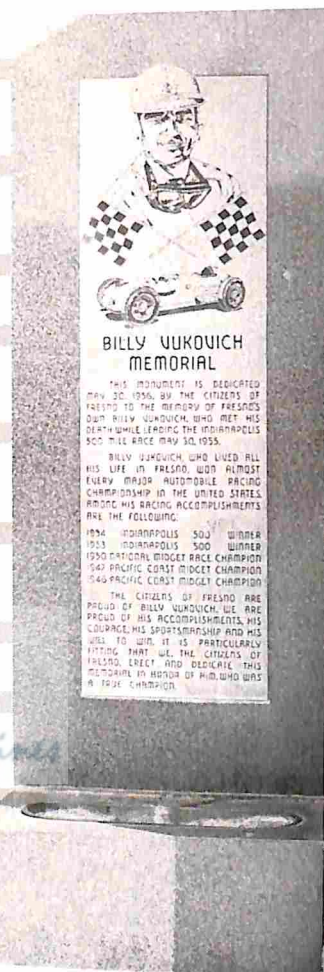 BILLY VUKOVICH
MEMORIAL
THIS MONUMENT IS DEDICATED
MAY 30, 1956, BY THE CITIZENS OF
FRESNO TO THE MEMORY OF FRESNO'S
OWN BILLY VUKOVICH, WHO MET HIS
DEATH WHILE LEADING THE INDIANAPOLIS
500 MILE RACE MAY 30, 1955.
BILLY VUKOVICH, WHO LIVED ALL
HIS LIFE IN FRESNO, WON ALMOST
EVERY MAJOR AUTOMOBILE RACING
CHAMPIONSHIP IN THE UNITED STATES.
AMONG HIS RACING ACCOMPLISHMENTS
ARE THE FOLLOWING:
1954 INDIANAPOLIS 500 WINNER
1953 INDIANAPOLIS 500 WINNER
1950 NATIONAL MIDGET RACE CHAMPION
1947 PACIFIC COAST MIDGET CHAMPION
1946 PACIFIC COAST MIDGET CHAMPION
THE CITIZENS OF FRESNO ARE
PROUD OF BILLY VUKOVICH. WE ARE
PROUD OF HIS ACCOMPLISHMENTS, HIS
COURAGE, HIS SPORTSMANSHIP AND HIS
WILL TO WIN. IT IS PARTICULARLY
FITTING THAT WE, THE CITIZENS OF
FRESNO, ERECT AND DEDICATE THIS
MEMORIAL IN HONOR OF HIM, WHO WAS
A TRUE CHAMPION.